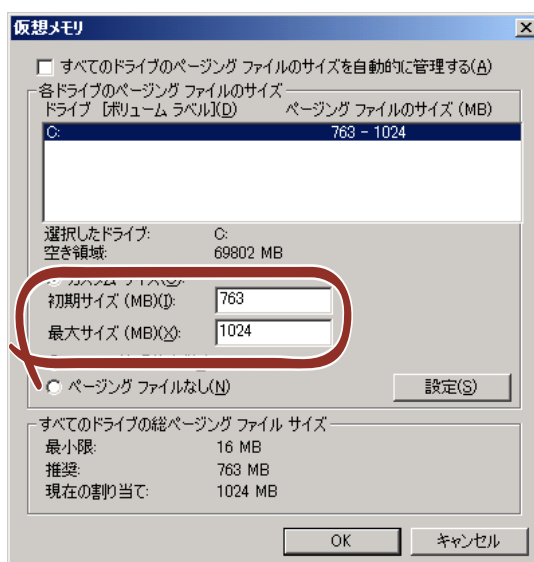 仮想メモリ
すべてのドライブのページング ファイルのサイズを自動的に管理する(A)
各ドライブのページング ファイルのサイズ
ドライブ [ボリューム ラベル](D) ページング ファイルのサイズ (MB)
C: 763 - 1024
選択したドライブ: C:
空き領域: 69802 MB
初期サイズ (MB)(I): 763
最大サイズ (MB)(X): 1024
ページング ファイルなし(N) 設定(S)
すべてのドライブの総ページング ファイル サイズ
最小限: 16 MB
推奨: 763 MB
現在の割り当て: 1024 MB
OK キャンセル